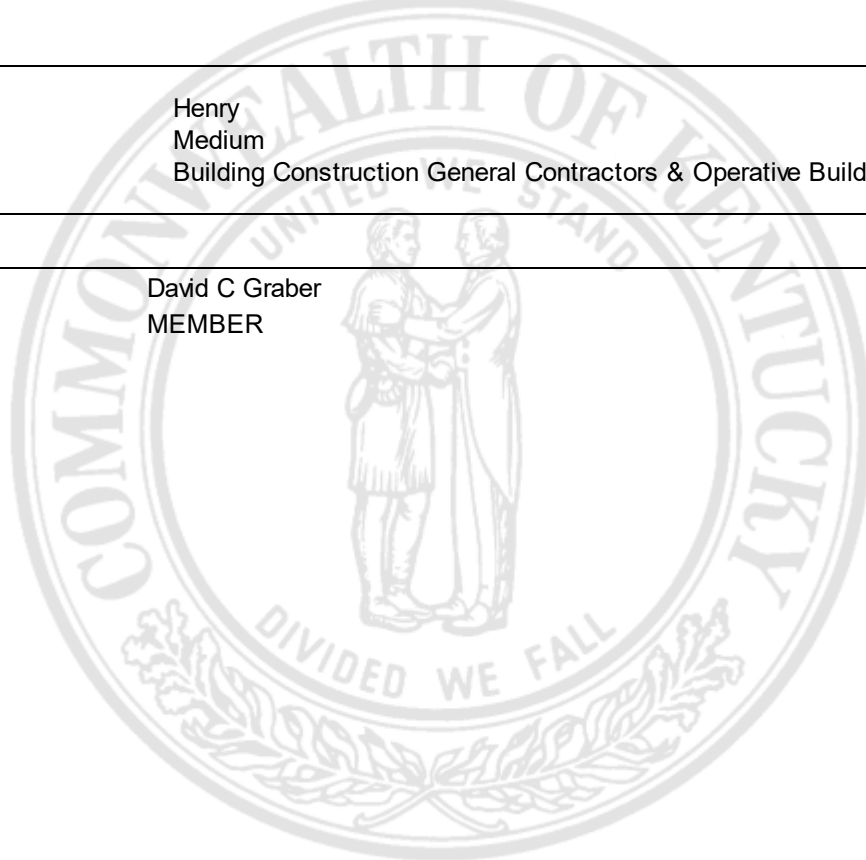 COMMONWEALTH OF KENTUCKY
UNITED WE STAND
Henry
Medium
Building Construction General Contractors & Operative Build
David C Graber
MEMBER
DIVIDED WE FALL